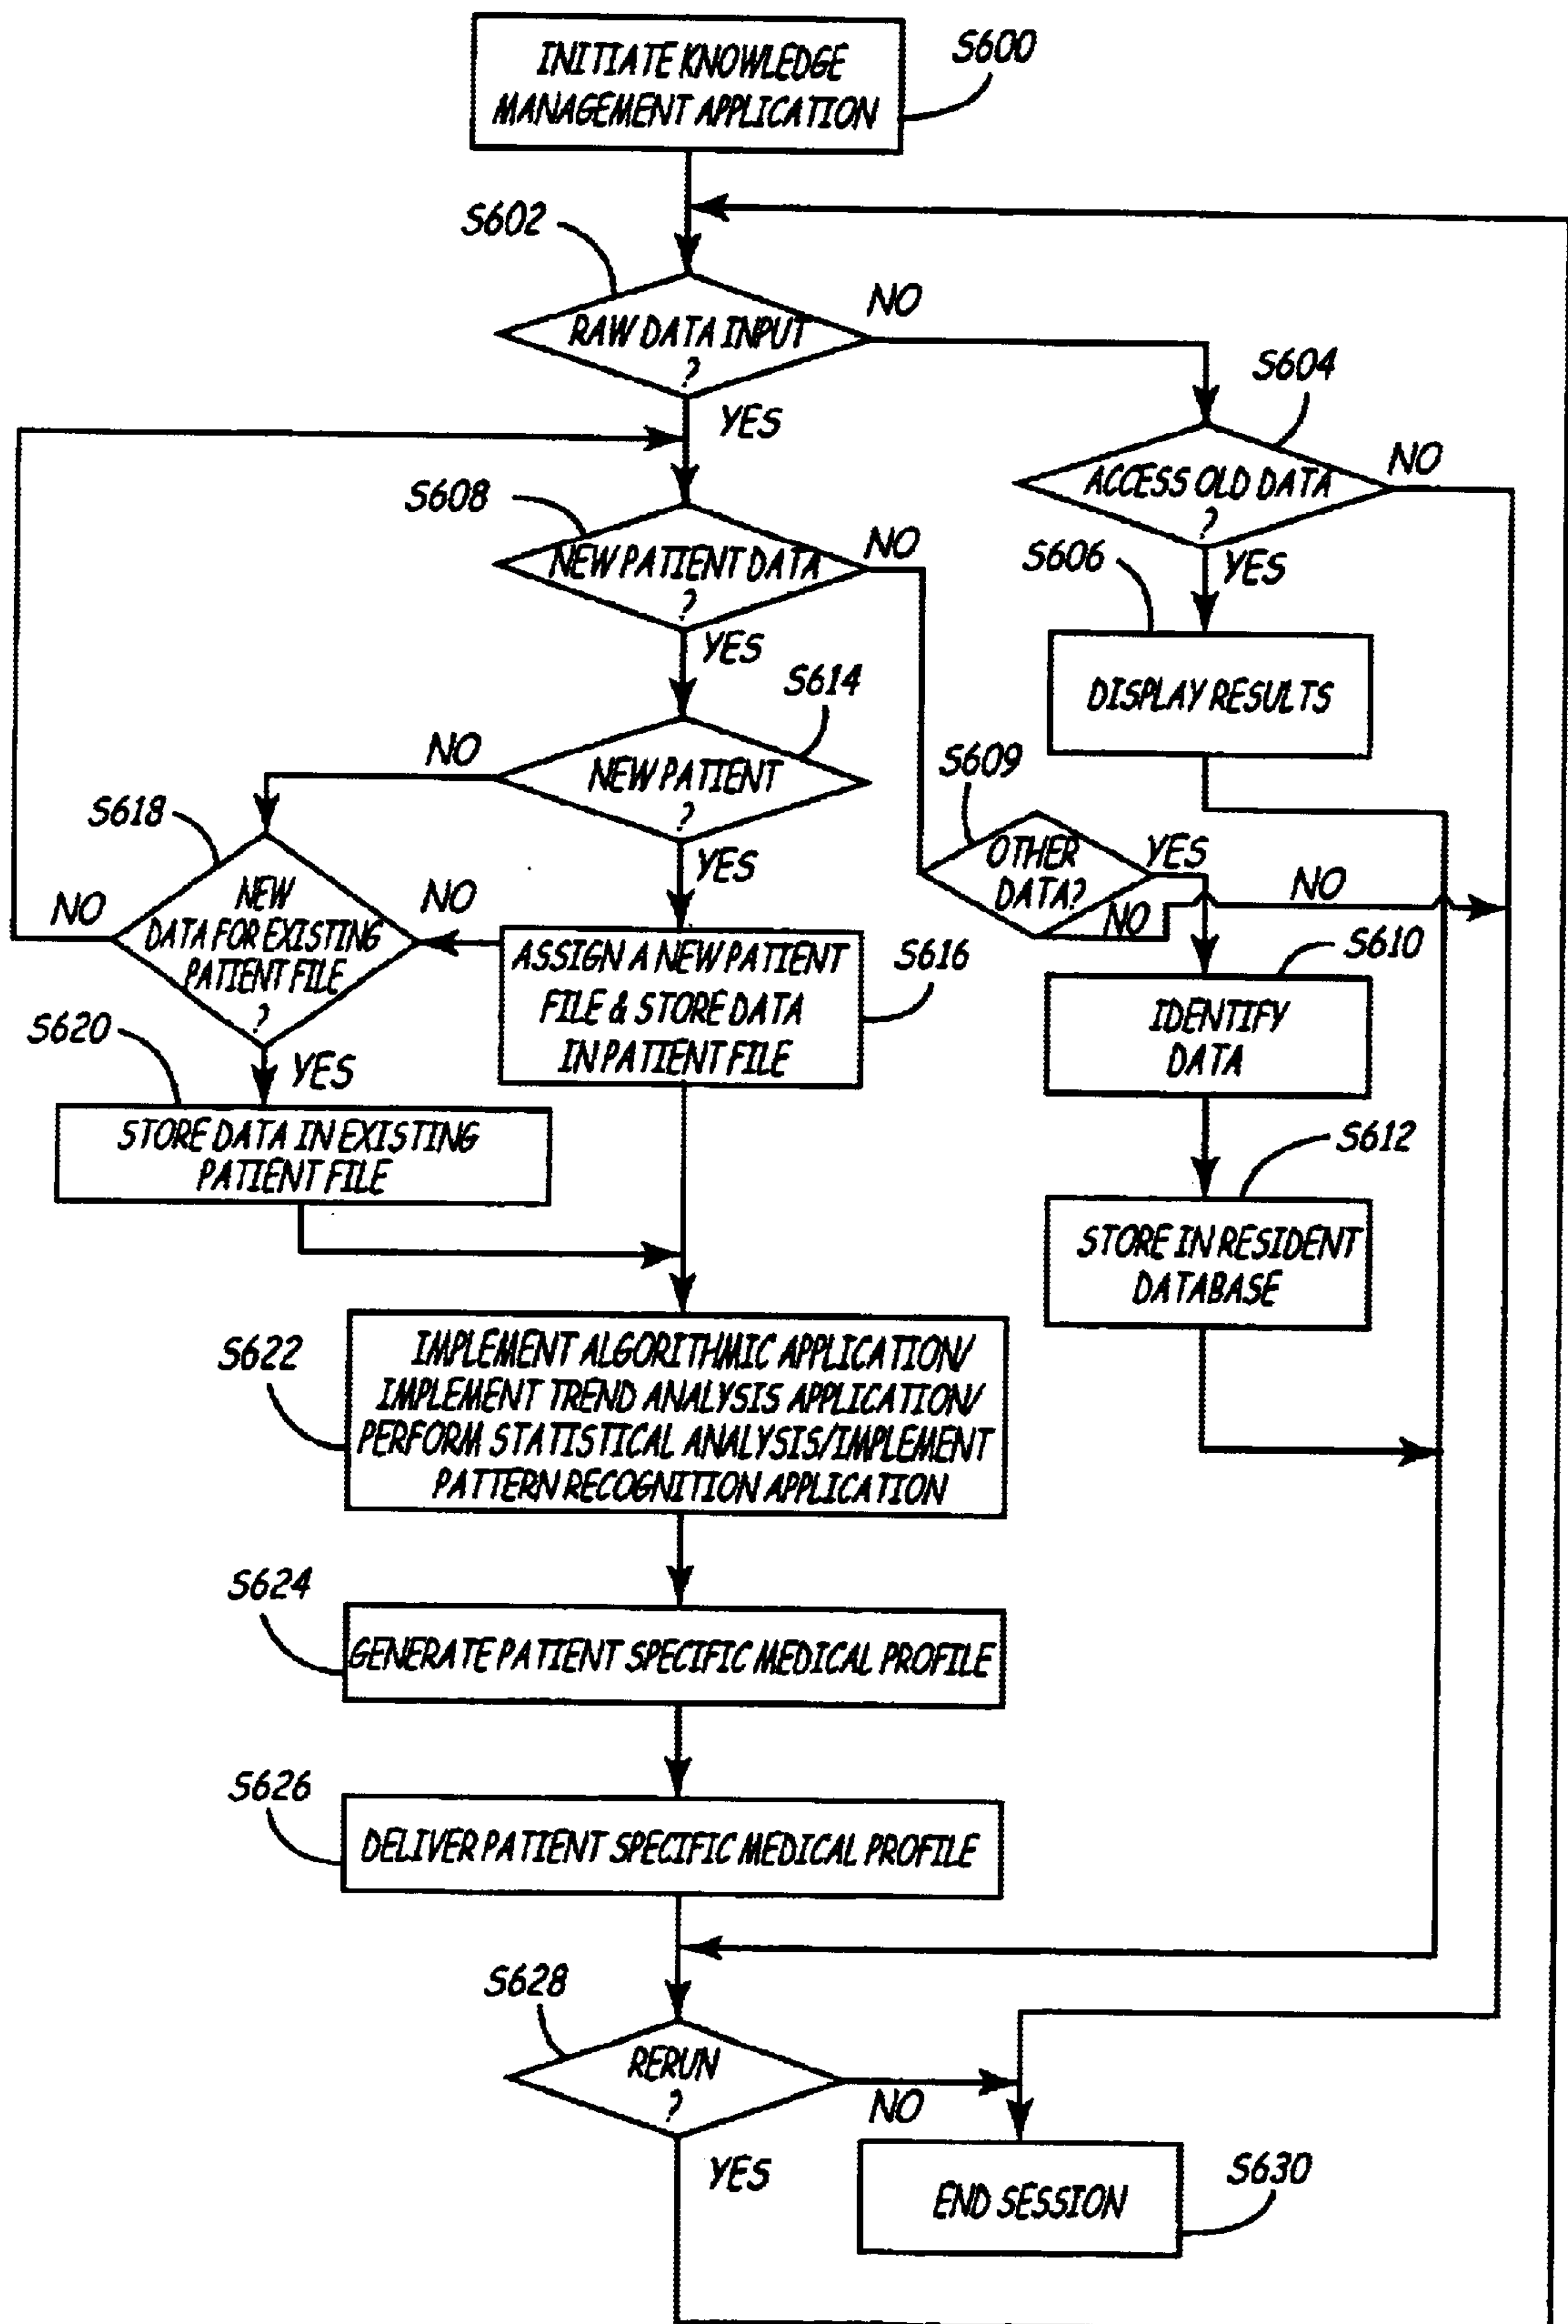 INITIATE KNOWLEDGE
MANAGEMENT APPLICATION
S600
S602
RAW DATA INPUT
?
NO
YES
S604
ACCESS OLD DATA
?
NO
YES
S606
DISPLAY RESULTS
S608
NEW PATIENT DATA
?
NO
YES
S614
NEW PATIENT
?
NO
YES
S609
OTHER
DATA?
YES
NO
NO
S618
NEW
DATA FOR EXISTING
PATIENT FILE
?
NO
NO
YES
ASSIGN A NEW PATIENT
FILE & STORE DATA
IN PATIENT FILE
S616
S610
IDENTIFY
DATA
S620
STORE DATA IN EXISTING
PATIENT FILE
S612
STORE IN RESIDENT
DATABASE
S622
IMPLEMENT ALGORITHMIC APPLICATION/
IMPLEMENT TREND ANALYSIS APPLICATION/
PERFORM STATISTICAL ANALYSIS/IMPLEMENT
PATTERN RECOGNITION APPLICATION
S624
GENERATE PATIENT SPECIFIC MEDICAL PROFILE
S626
DELIVER PATIENT SPECIFIC MEDICAL PROFILE
S628
RERUN
?
NO
YES
END SESSION
S630